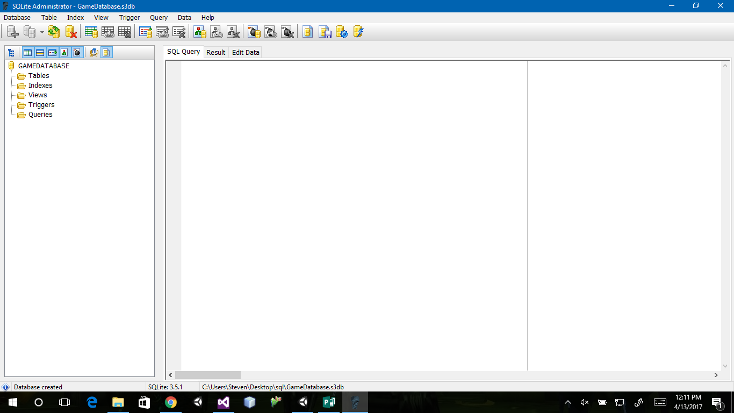 SQLite Administrator - GameDatabase.s3db
Database Table Index View Trigger Query Data Help
SQL Query Result Edit Data
GAMEDATABASE
Tables
Indexes
Views
Triggers
Queries
Database created SQLite: 3.5.1 C:\Users\Steven\Desktop\sql\GameDatabase.s3db
12:11 PM
4/13/2017
1